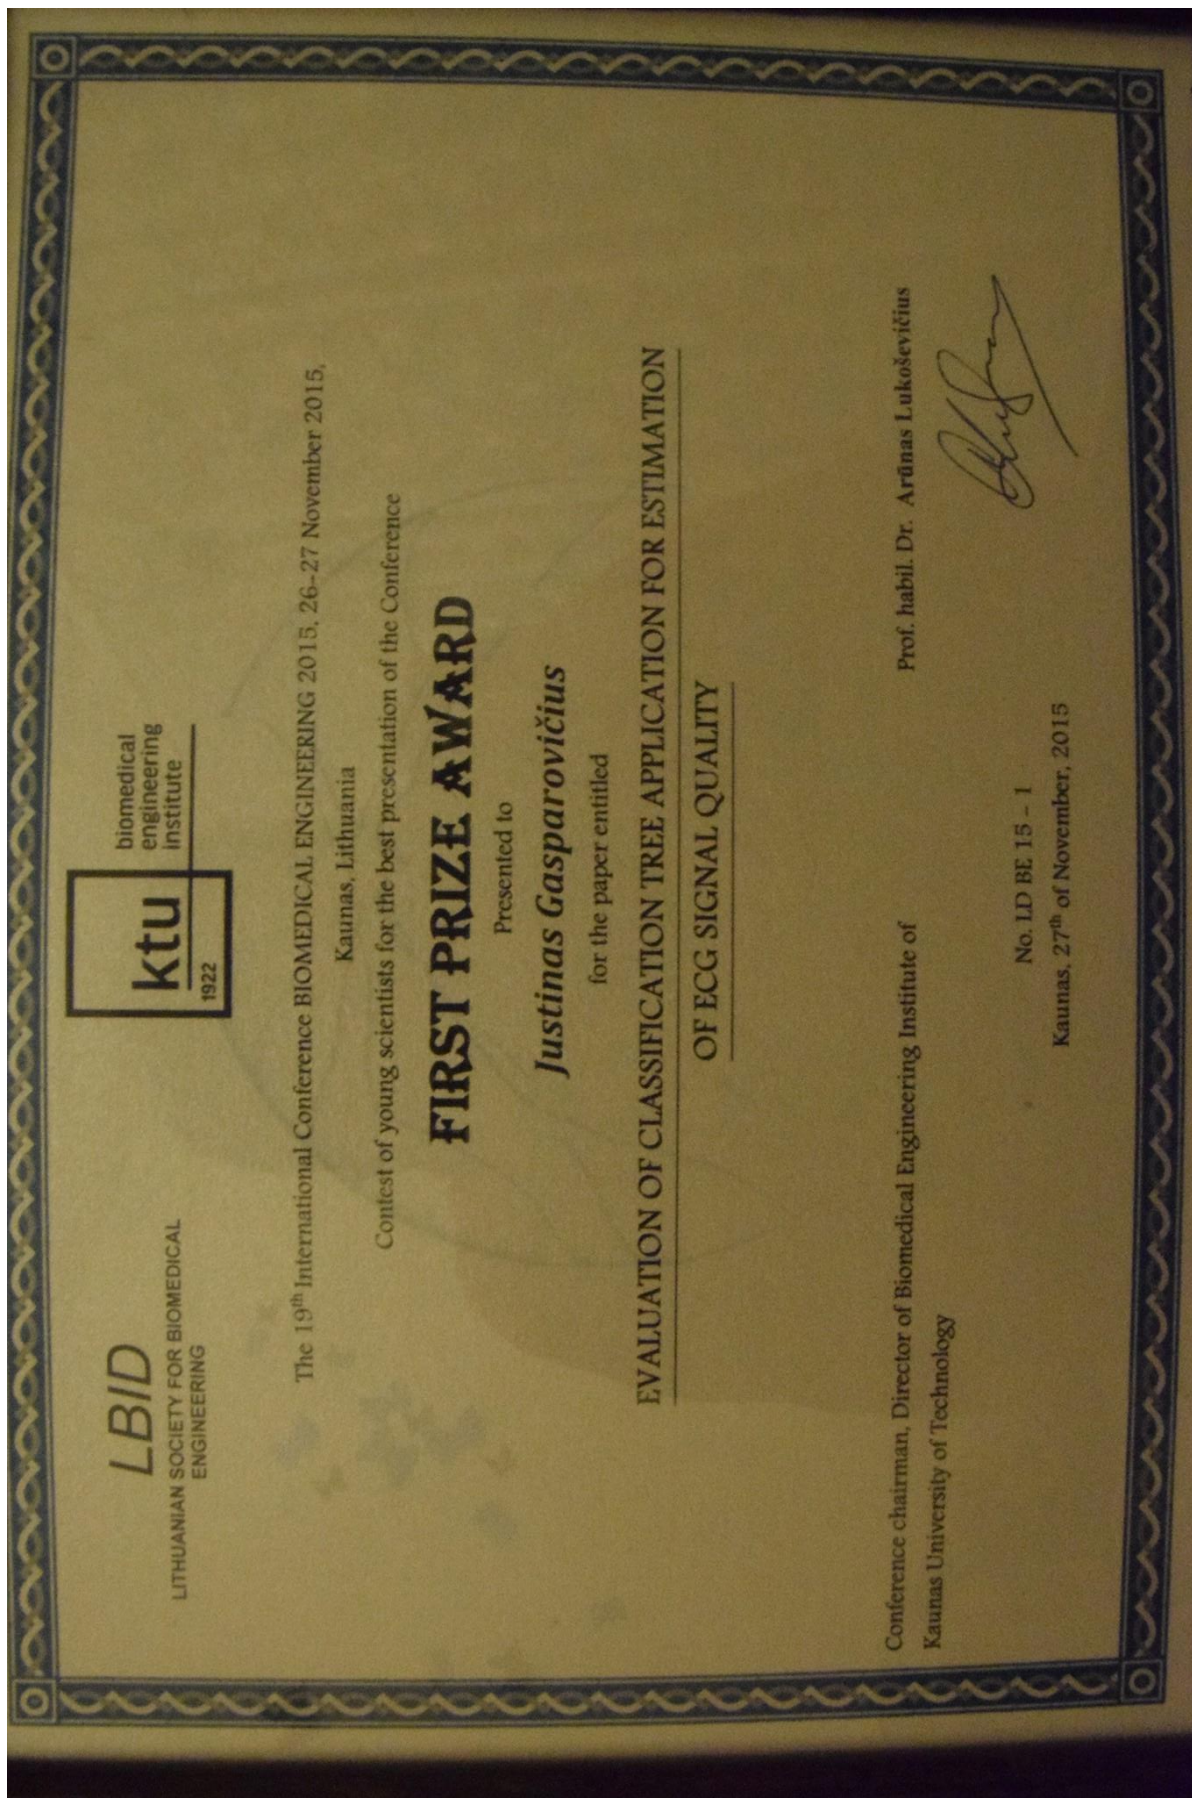 LBID
LITHUANIAN SOCIETY FOR BIOMEDICAL
ENGINEERING
ktu
1922
biomedical
engineering
institute
The 19th International Conference BIOMEDICAL ENGINEERING 2015, 26-27 November 2015,
Kaunas, Lithuania
Contest of young scientists for the best presentation of the Conference
FIRST PRIZE AWARD
Presented to
Justinas Gasparovičius
for the paper entitled
EVALUATION OF CLASSIFICATION TREE APPLICATION FOR ESTIMATION
OF ECG SIGNAL QUALITY
Conference chairman, Director of Biomedical Engineering Institute of
Kaunas University of Technology
Prof. habil. Dr. Arūnas Lukoševičius
No. LD BE 15 – 1
Kaunas, 27th of November, 2015